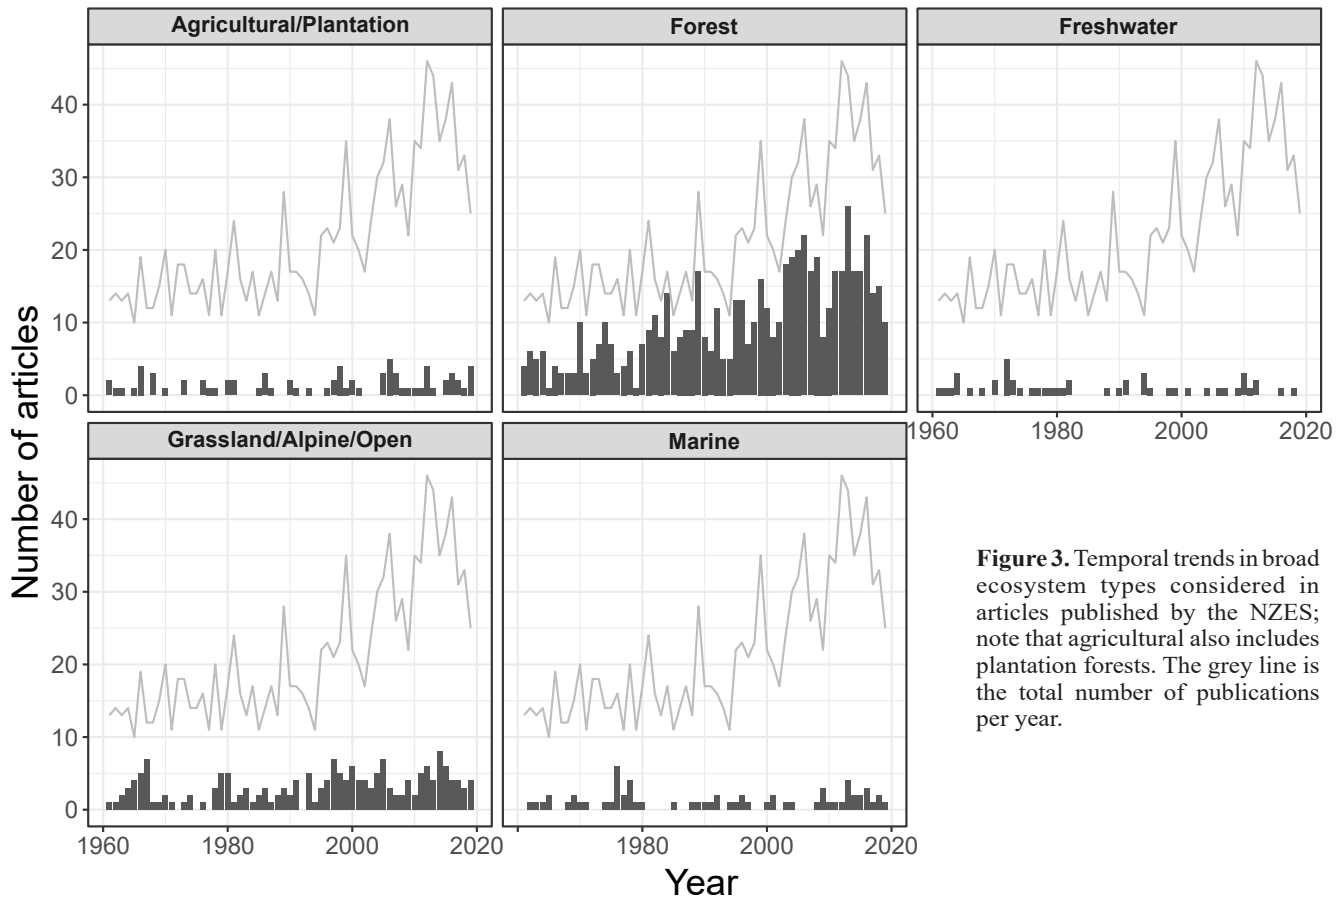 Agricultural/Plantation
Forest
Freshwater
40
30
20
10
0
1960
1980
2000
2020
Grassland/Alpine/Open
Marine
40
30
20
10
0
1960
1980
2000
2020
1980
2000
2020
Number of articles
Year
Figure 3. Temporal trends in broad
ecosystem types considered in
articles published by the NZES;
note that agricultural also includes
plantation forests. The grey line is
the total number of publications
per year.